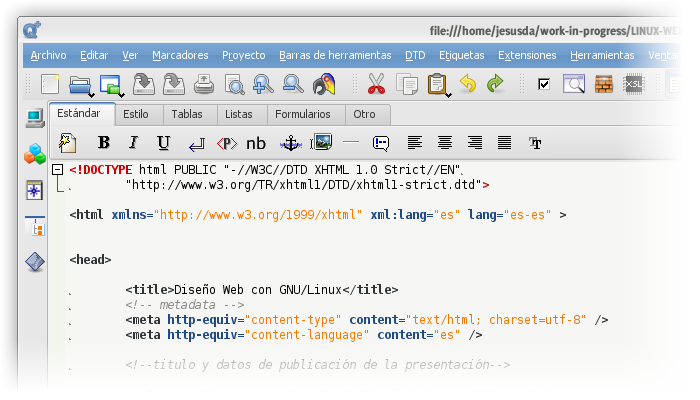 file:///home/jesusda/work-in-progress/LINUX-WE
Archivo Editar Ver Marcadores Proyecto Barras de herramientas DTD Etiquetas Extensiones Herramientas Venta
XSL
Estándar Estilo Tablas Listas Formularios Otro
B I U <P> nb
<!DOCTYPE html PUBLIC "-//W3C//DTD XHTML 1.0 Strict//EN"
"http://www.w3.org/TR/xhtml1/DTD/xhtml1-strict.dtd">
<html xmlns="http://www.w3.org/1999/xhtml" xml:lang="es" lang="es-es" >
<head>
<title>Diseño Web con GNU/Linux</title>
<!-- metadata -->
<meta http-equiv="content-type" content="text/html; charset=utf-8" />
<meta http-equiv="content-language" content="es" />
<!--titulo y datos de publicación de la presentación-->